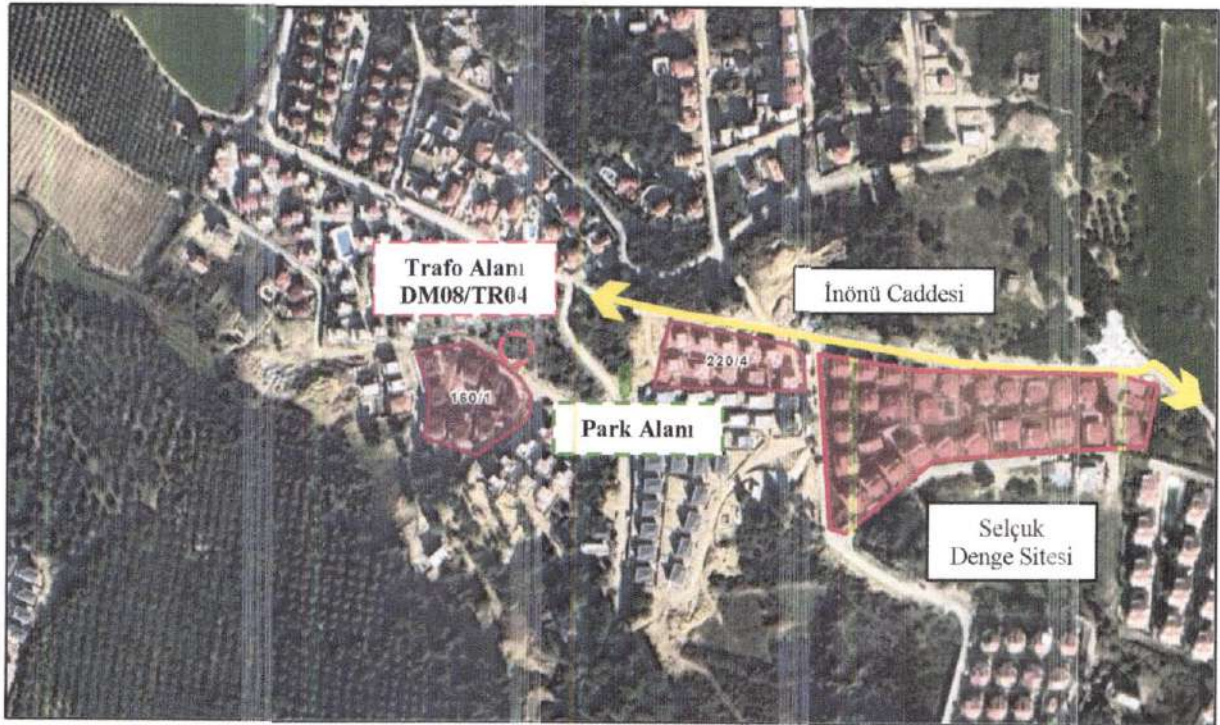 Trafo Alanı
DM08/TR04
İnönü Caddesi
220/4
160/1
Park Alanı
Selçuk
Denge Sitesi